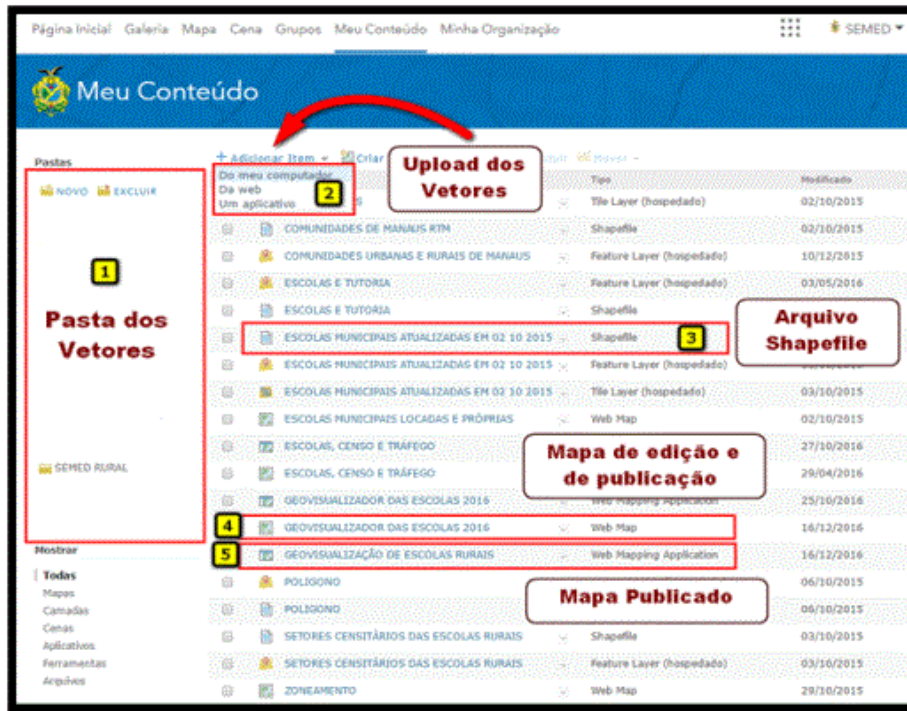 Página Inicial Galeria Mapa Cena Grupos Meu Conteúdo Minha Organização SEMED
Meu Conteúdo
Pastas
NOVO EXCLUIR
1
Pasta dos
Vetores
SEMED RURAL
Mostrar
Todas
Mapas
Camadas
Cenas
Aplicativos
Ferramentas
Arquivos
+ Adicionar Item Criar
Do meu computador
Da web
Um aplicativo
2
Upload dos
Vetores
Tipo Modificado
Tile Layer (hospedado) 02/10/2015
COMUNIDADES DE MANAUS RTM Shapefile 02/10/2015
COMUNIDADES URBANAS E RURAIS DE MANAUS Feature Layer (hospedado) 10/12/2015
ESCOLAS E TUTORIA Feature Layer (hospedado) 03/05/2016
ESCOLAS E TUTORIA Shapefile
ESCOLAS MUNICIPAIS ATUALIZADAS EM 02 10 2015 Shapefile 3
Arquivo
Shapefile
ESCOLAS MUNICIPAIS ATUALIZADAS EM 02 10 2015 Feature Layer (hospedado)
ESCOLAS MUNICIPAIS ATUALIZADAS EM 02 10 2015 Tile Layer (hospedado) 03/10/2015
ESCOLAS MUNICIPAIS LOCADAS E PRÓPRIAS Web Map 02/10/2015
ESCOLAS, CENSO E TRÁFEGO 27/10/2016
ESCOLAS, CENSO E TRÁFEGO 29/04/2016
Mapa de edição e
de publicação
GEOVISUALIZADOR DAS ESCOLAS 2016 Web Mapping Application 25/10/2016
4 GEOVISUALIZADOR DAS ESCOLAS 2016 Web Map 16/12/2016
5 GEOVISUALIZAÇÃO DE ESCOLAS RURAIS Web Mapping Application 16/12/2016
POLIGONO 06/10/2015
POLIGONO 06/10/2015
Mapa Publicado
SETORES CENSITÁRIOS DAS ESCOLAS RURAIS Shapefile 03/10/2015
SETORES CENSITÁRIOS DAS ESCOLAS RURAIS Feature Layer (hospedado) 03/10/2015
ZONEAMENTO Web Map 29/10/2015